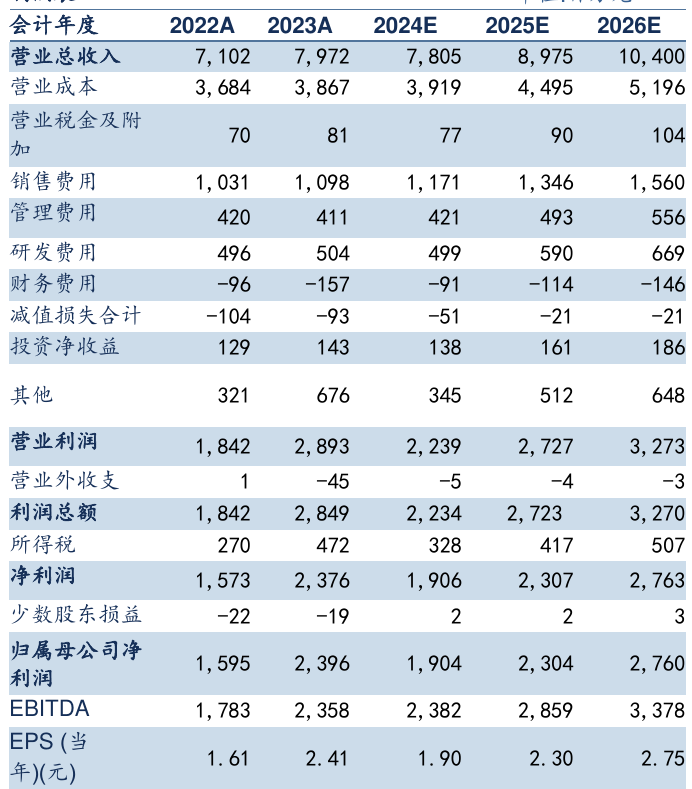 会计年度 2022A 2023A 2024E 2025E 2026E
营业总收入 7,102 7,972 7,805 8,975 10,400
营业成本 3,684 3,867 3,919 4,495 5,196
营业税金及附
加 70 81 77 90 104
销售费用 1,031 1,098 1,171 1,346 1,560
管理费用 420 411 421 493 556
研发费用 496 504 499 590 669
财务费用 -96 -157 -91 -114 -146
减值损失合计 -104 -93 -51 -21 -21
投资净收益 129 143 138 161 186
其他 321 676 345 512 648
营业利润 1,842 2,893 2,239 2,727 3,273
营业外收支 1 -45 -5 -4 -3
利润总额 1,842 2,849 2,234 2,723 3,270
所得税 270 472 328 417 507
净利润 1,573 2,376 1,906 2,307 2,763
少数股东损益 -22 -19 2 2 3
归属母公司净
利润 1,595 2,396 1,904 2,304 2,760
EBITDA 1,783 2,358 2,382 2,859 3,378
EPS (当
年)(元) 1.61 2.41 1.90 2.30 2.75